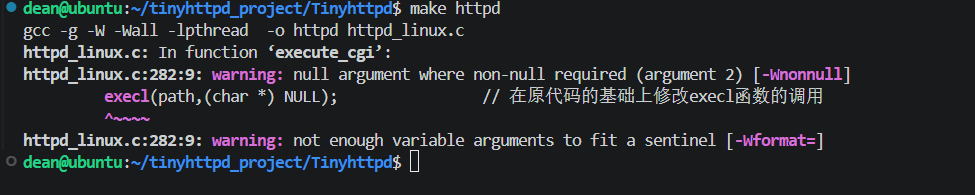 dean@ubuntu:~/tinyhttpd_project/Tinyhttpd$ make httpd
gcc -g -W -Wall -lpthread  -o httpd httpd_linux.c
httpd_linux.c: In function ‘execute_cgi’:
httpd_linux.c:282:9: warning: null argument where non-null required (argument 2) [-Wnonnull]
         execl(path,(char *) NULL);                // 在原代码的基础上修改execl函数的调用
         ^~~~~
httpd_linux.c:282:9: warning: not enough variable arguments to fit a sentinel [-Wformat=]
dean@ubuntu:~/tinyhttpd_project/Tinyhttpd$